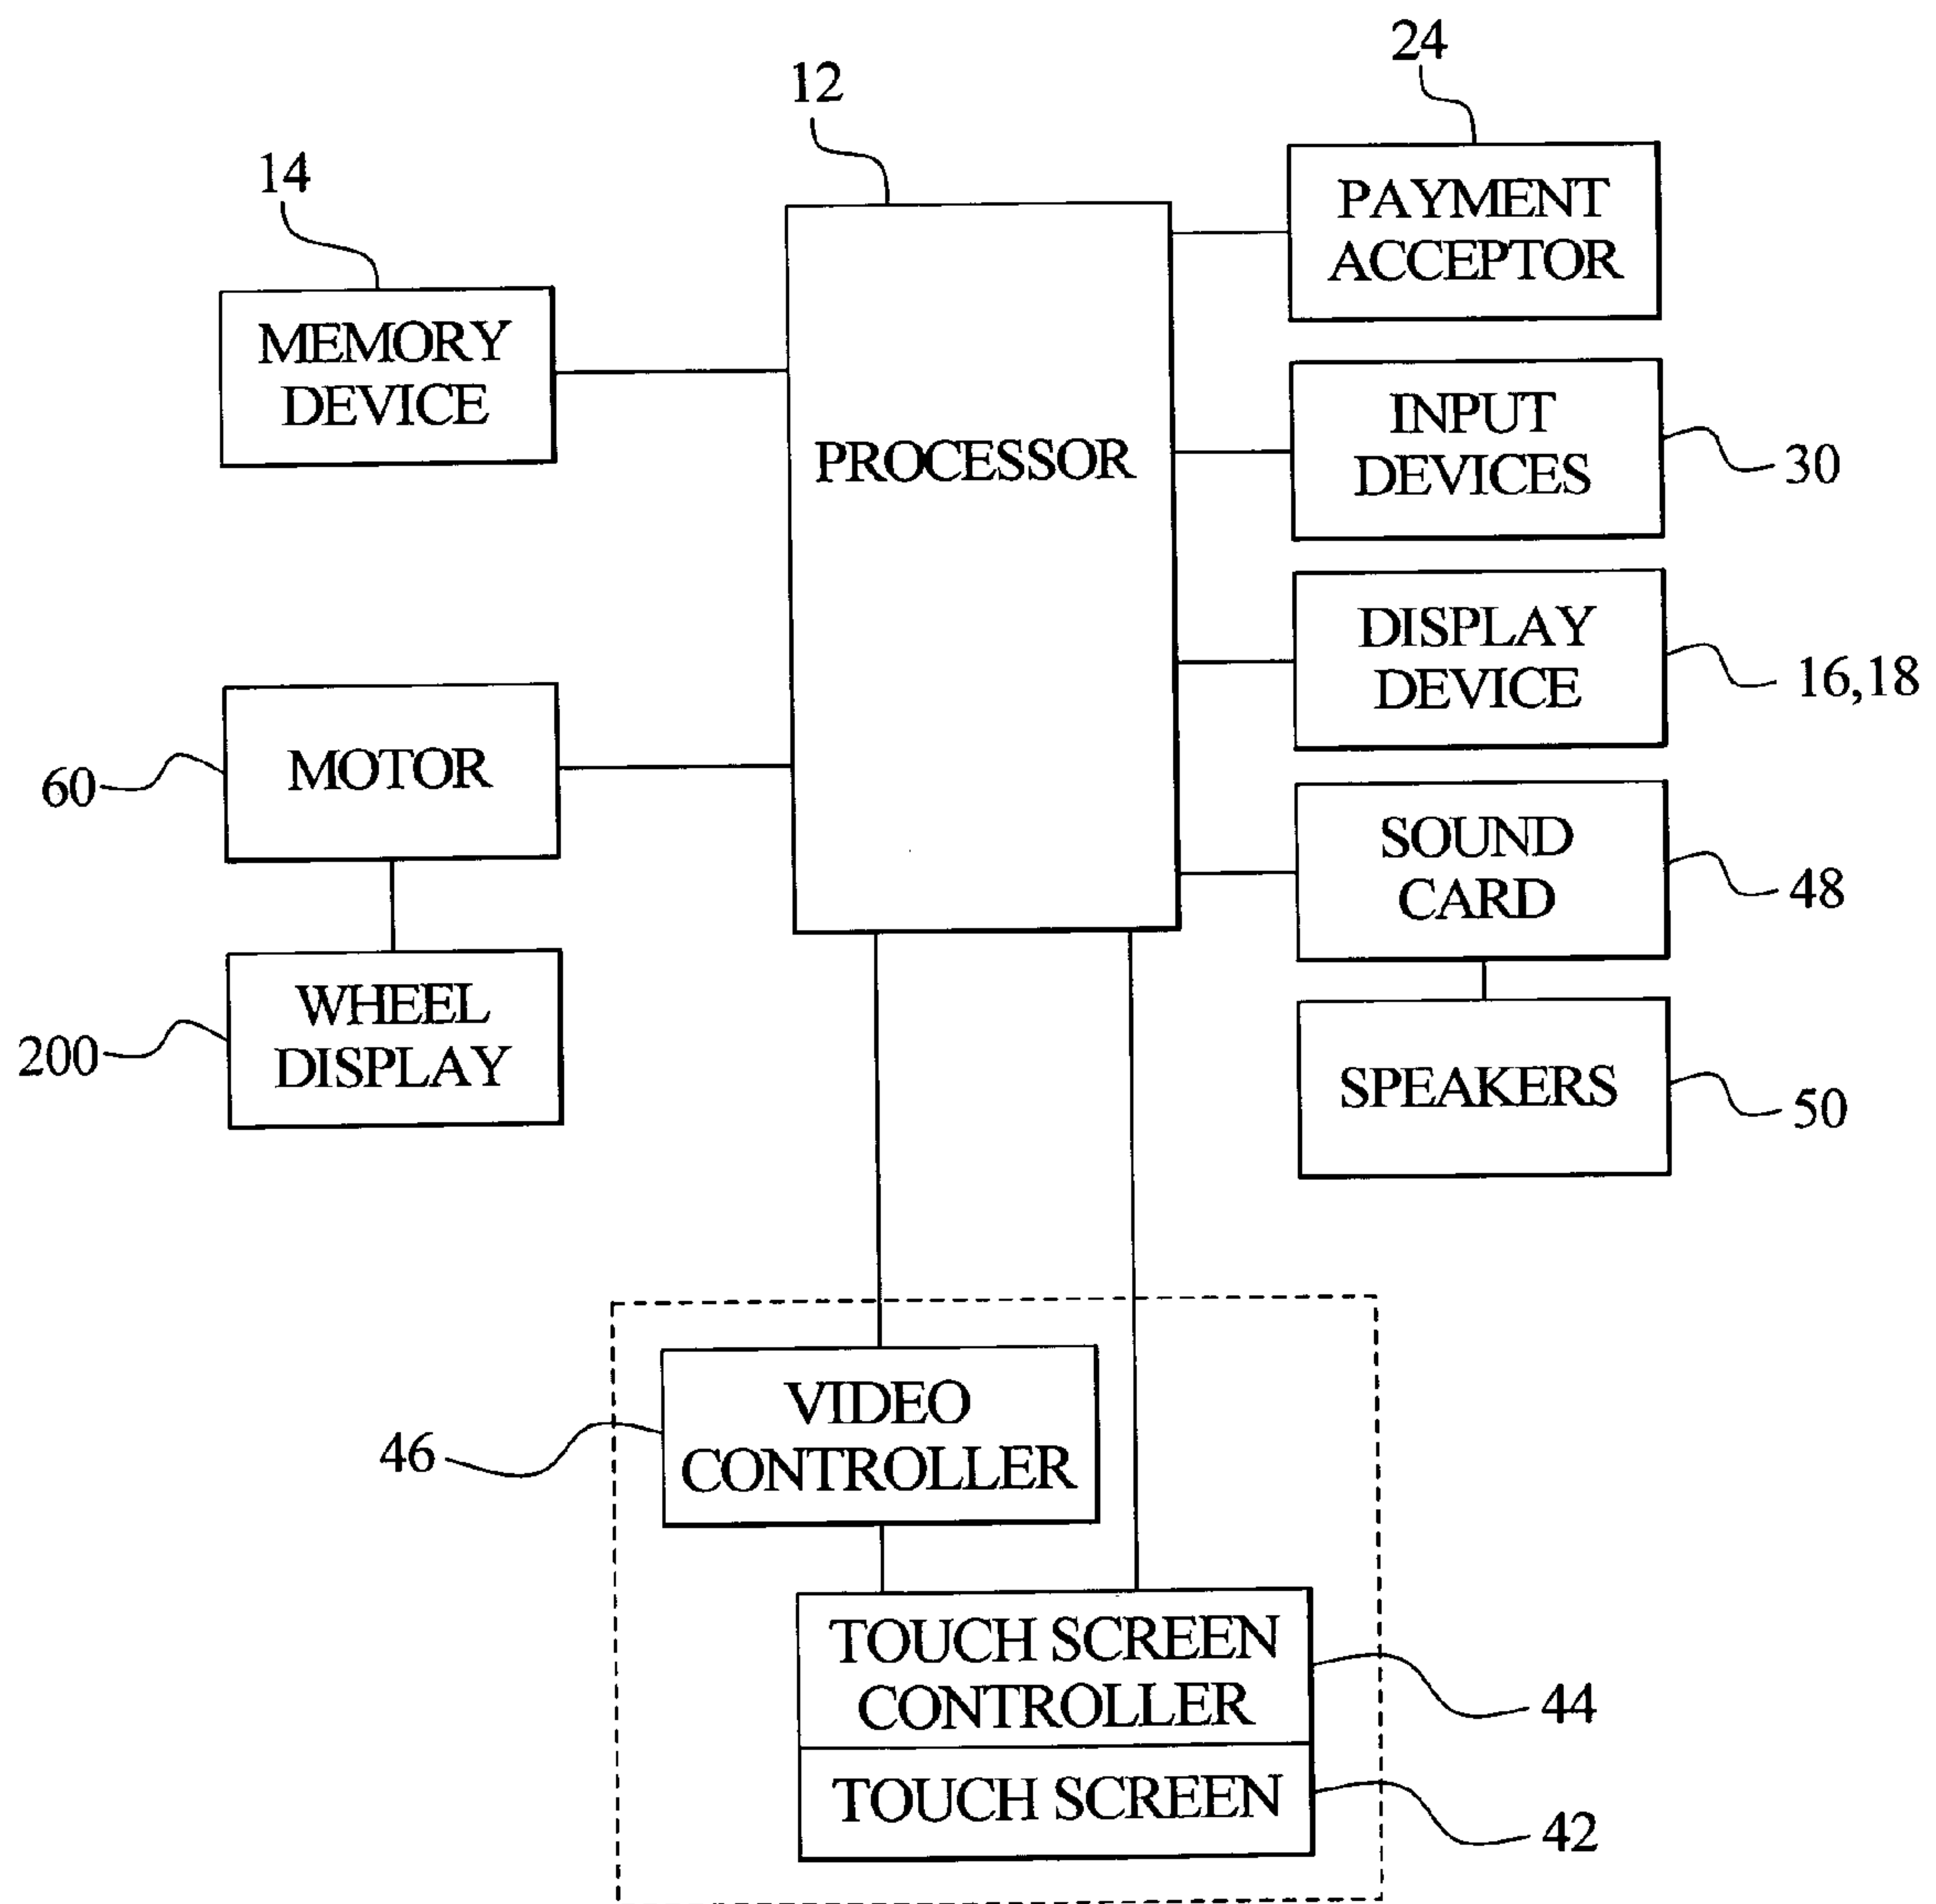 24
12
14
PAYMENT
ACCEPTOR
MEMORY
DEVICE
PROCESSOR
INPUT
DEVICES
30
DISPLAY
DEVICE
16,18
60
MOTOR
SOUND
CARD
48
WHEEL
DISPLAY
200
SPEAKERS
50
VIDEO
CONTROLLER
46
TOUCH SCREEN
CONTROLLER
44
TOUCH SCREEN
42